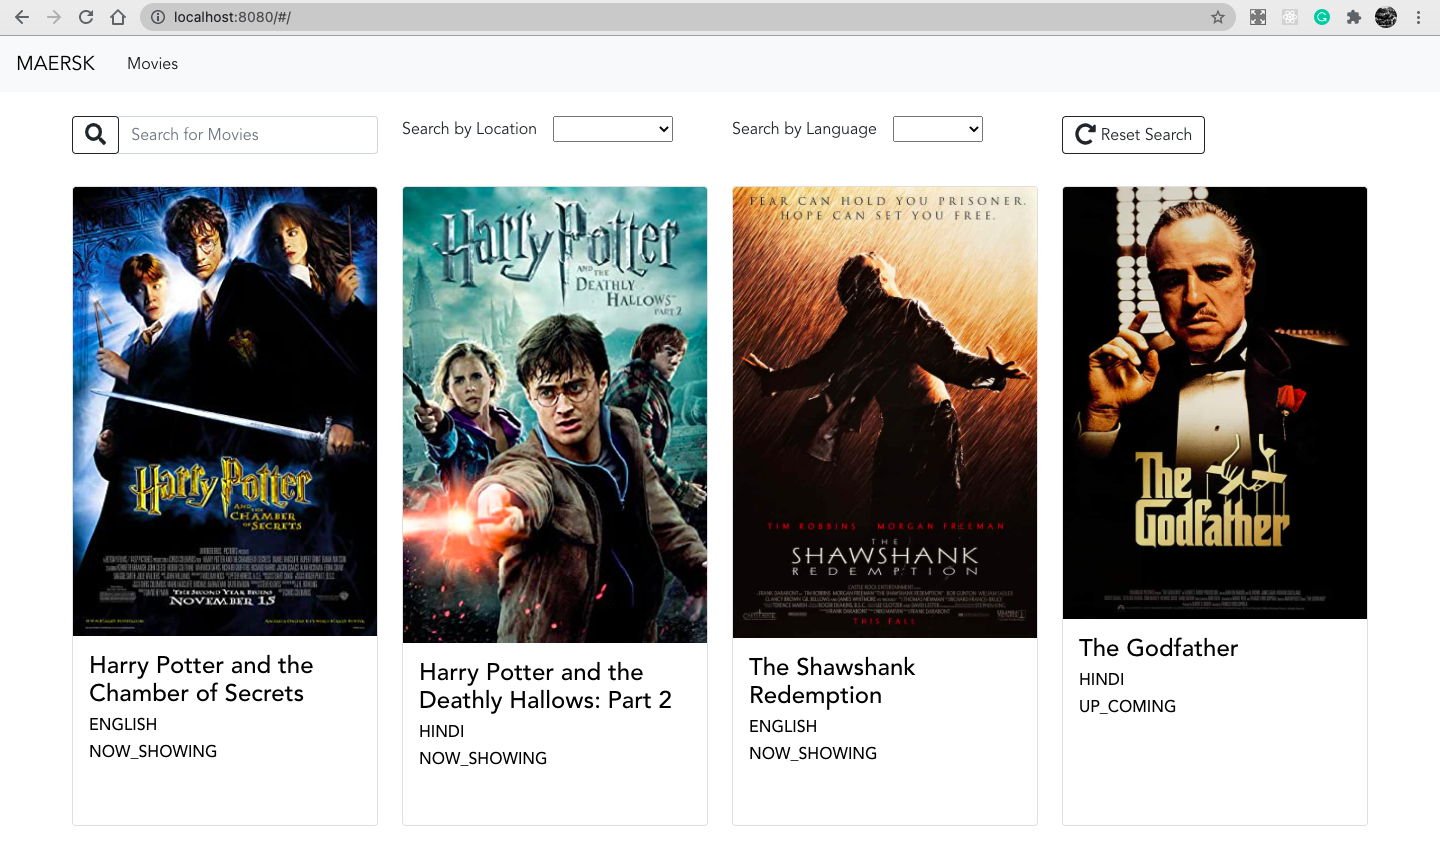 localhost:8080/#/
MAERSK Movies
Search for Movies
Search by Location
Search by Language
Reset Search
Harry Potter
AND THE
CHAMBER
OF SECRETS
THE SECOND YEAR BEGINS
NOVEMBER 15
Harry Potter and the
Chamber of Secrets
ENGLISH
NOW_SHOWING
Harry Potter
AND THE
DEATHLY
HALLOWS
PART 2
Harry Potter and the
Deathly Hallows: Part 2
HINDI
NOW_SHOWING
FEAR CAN HOLD YOU PRISONER.
HOPE CAN SET YOU FREE.
TIM ROBBINS MORGAN FREEMAN
THE
SHAWSHANK
REDEMPTION
THIS FALL
The Shawshank
Redemption
ENGLISH
NOW_SHOWING
The
Godfather
The Godfather
HINDI
UP_COMING